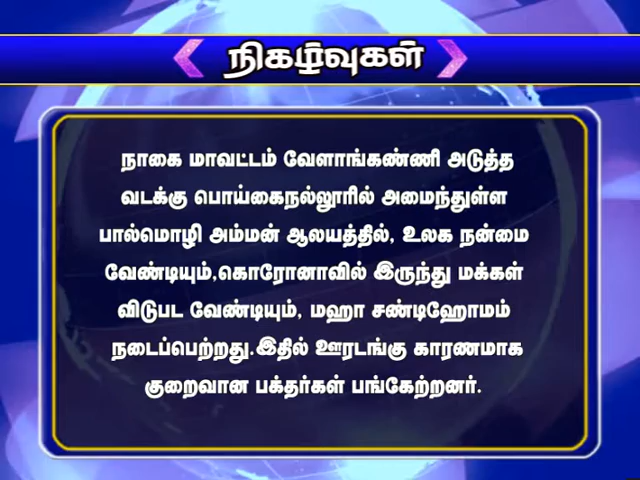 நிகழ்வுகள்
நாகை மாவட்டம் வேளாங்கண்ணி அடுத்த
வடக்கு பொய்கைநல்லூரில் அமைந்துள்ள
பால்மொழி அம்மன் ஆலயத்தில், உலக நன்மை
வேண்டியும்,கொரோனாவில் இருந்து மக்கள்
விடுபட வேண்டியும், மஹா சண்டிஹோமம்
நடைப்பெற்றது.இதில் ஊரடங்கு காரணமாக
குறைவான பக்தர்கள் பங்கேற்றனர்.